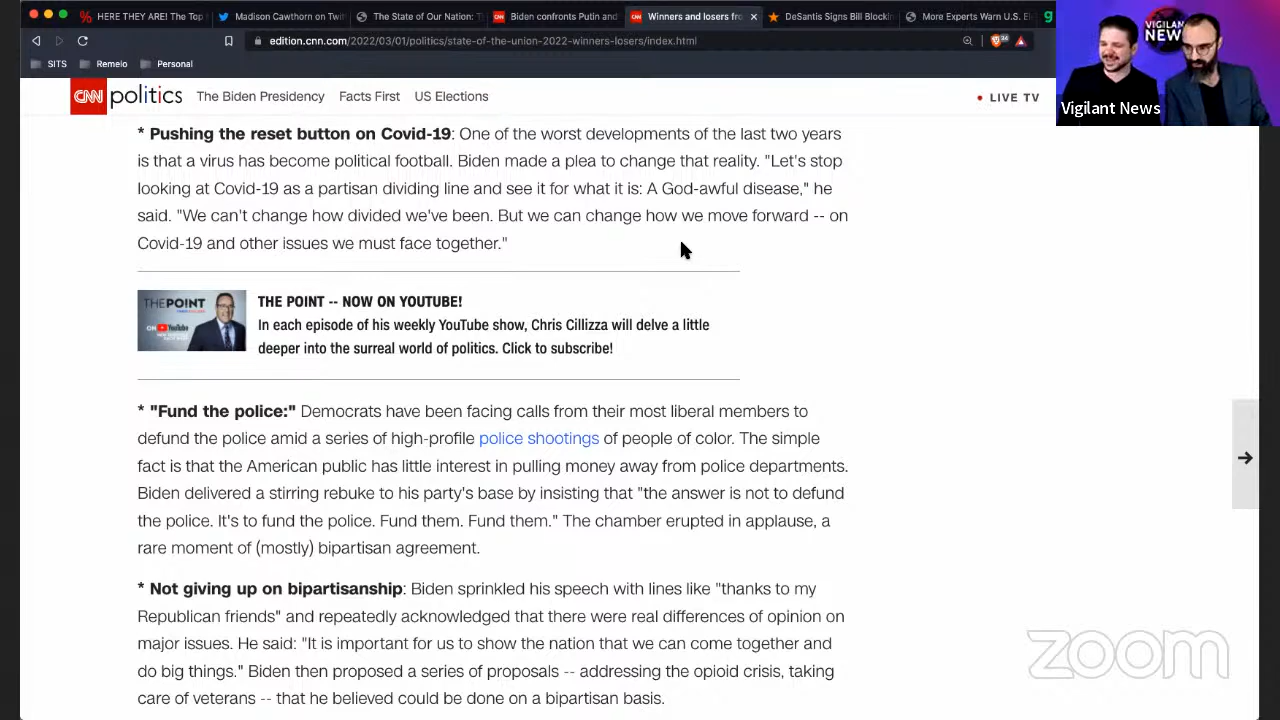 HERE THEY ARE! The Top
Madison Cawthorn on Twi
The State of Our Nation: T
Biden confronts Putin and
Winners and losers fro
DeSantis Signs Bill Blockin
More Experts Warn U.S. E
edition.cnn.com/2022/03/01/politics/state-of-the-union-2022-winners-losers/index.html
24
SITS Remeio Personal
VIGILANT
NEWS
Vigilant News
CNN politics The Biden Presidency Facts First US Elections
• LIVE TV
* Pushing the reset button on Covid-19: One of the worst developments of the last two years
is that a virus has become political football. Biden made a plea to change that reality. "Let's stop
looking at Covid-19 as a partisan dividing line and see it for what it is: A God-awful disease," he
said. "We can't change how divided we've been. But we can change how we move forward -- on
Covid-19 and other issues we must face together."
THE POINT
ON YouTube
THE POINT -- NOW ON YOUTUBE!
In each episode of his weekly YouTube show, Chris Cillizza will delve a little
deeper into the surreal world of politics. Click to subscribe!
* "Fund the police:" Democrats have been facing calls from their most liberal members to
defund the police amid a series of high-profile police shootings of people of color. The simple
fact is that the American public has little interest in pulling money away from police departments.
Biden delivered a stirring rebuke to his party's base by insisting that "the answer is not to defund
the police. It's to fund the police. Fund them. Fund them." The chamber erupted in applause, a
rare moment of (mostly) bipartisan agreement.
* Not giving up on bipartisanship: Biden sprinkled his speech with lines like "thanks to my
Republican friends" and repeatedly acknowledged that there were real differences of opinion on
major issues. He said: "It is important for us to show the nation that we can come together and
do big things." Biden then proposed a series of proposals -- addressing the opioid crisis, taking
care of veterans -- that he believed could be done on a bipartisan basis.
zoom